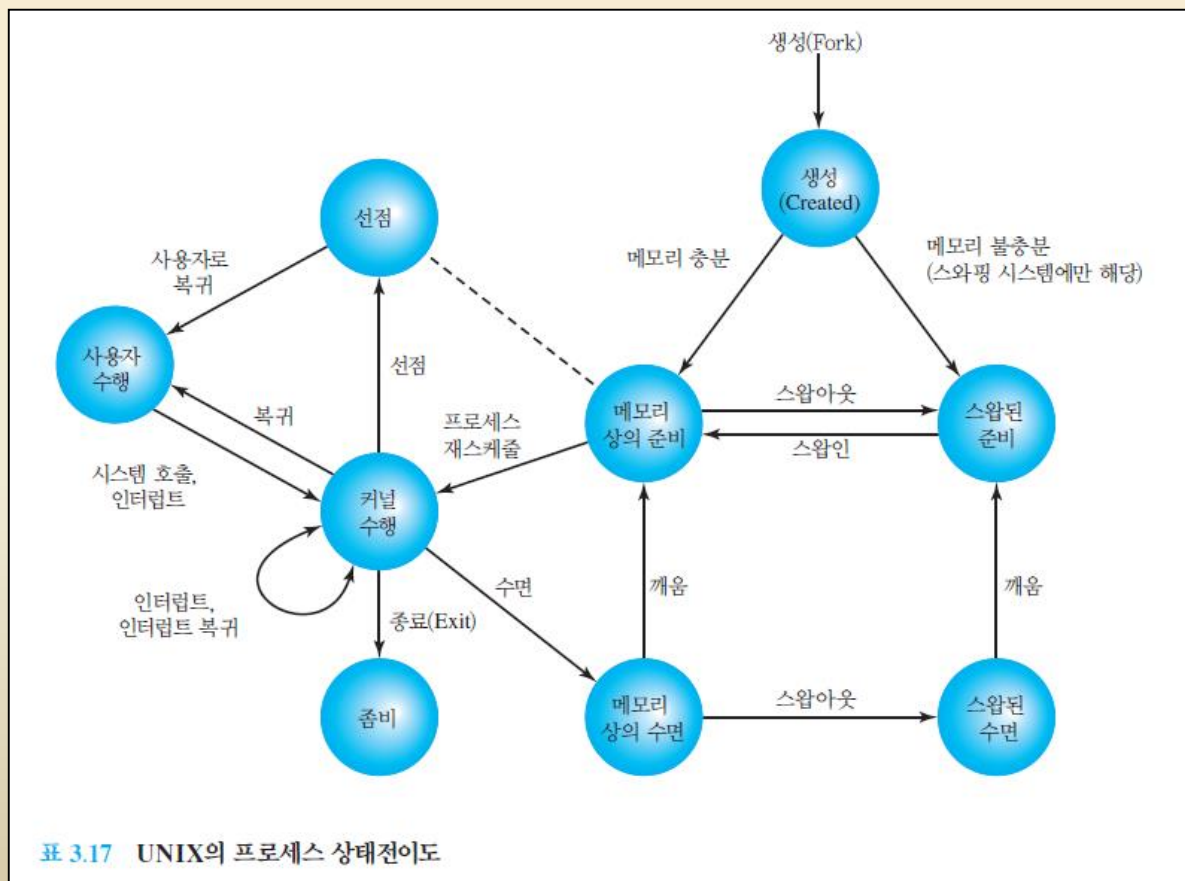 생성(Fork)
생성
(Created)
선점
메모리 충분
메모리 불충분
(스와핑 시스템에만 해당)
사용자로
복귀
사용자
수행
선점
복귀
프로세스
재스케줄
메모리
상의 준비
스왑아웃
스왑인
스왑된
준비
시스템 호출,
인터럽트
커널
수행
수면
깨움
깨움
인터럽트,
인터럽트 복귀
종료(Exit)
좀비
메모리
상의 수면
스왑아웃
스왑된
수면
표 3.17 UNIX의 프로세스 상태전이도